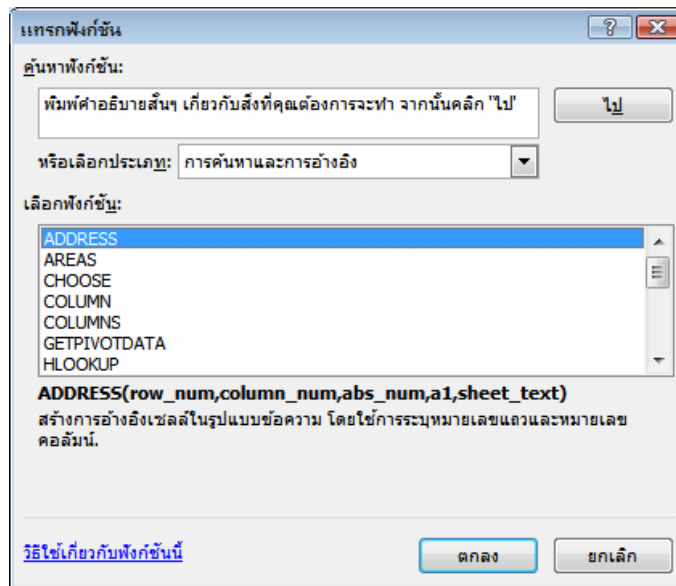 แทรกฟังก์ชัน
ค้นหาฟังก์ชัน:
พิมพ์คำอธิบายสั้นๆ เกี่ยวกับสิ่งที่คุณต้องการจะทำ จากนั้นคลิก "ไป"
ไป
หรือเลือกประเภท: การค้นหาและการอ้างอิง
เลือกฟังก์ชัน:
ADDRESS
AREAS
CHOOSE
COLUMN
COLUMNS
GETPIVOTDATA
HLOOKUP
ADDRESS(row_num,column_num,abs_num,a1,sheet_text)
สร้างการอ้างอิงเซลล์ในรูปแบบข้อความ โดยใช้การระบุหมายเลขแถวและหมายเลข
คอลัมน์.
วิธีใช้เกี่ยวกับฟังก์ชันนี้
ตกลง
ยกเลิก